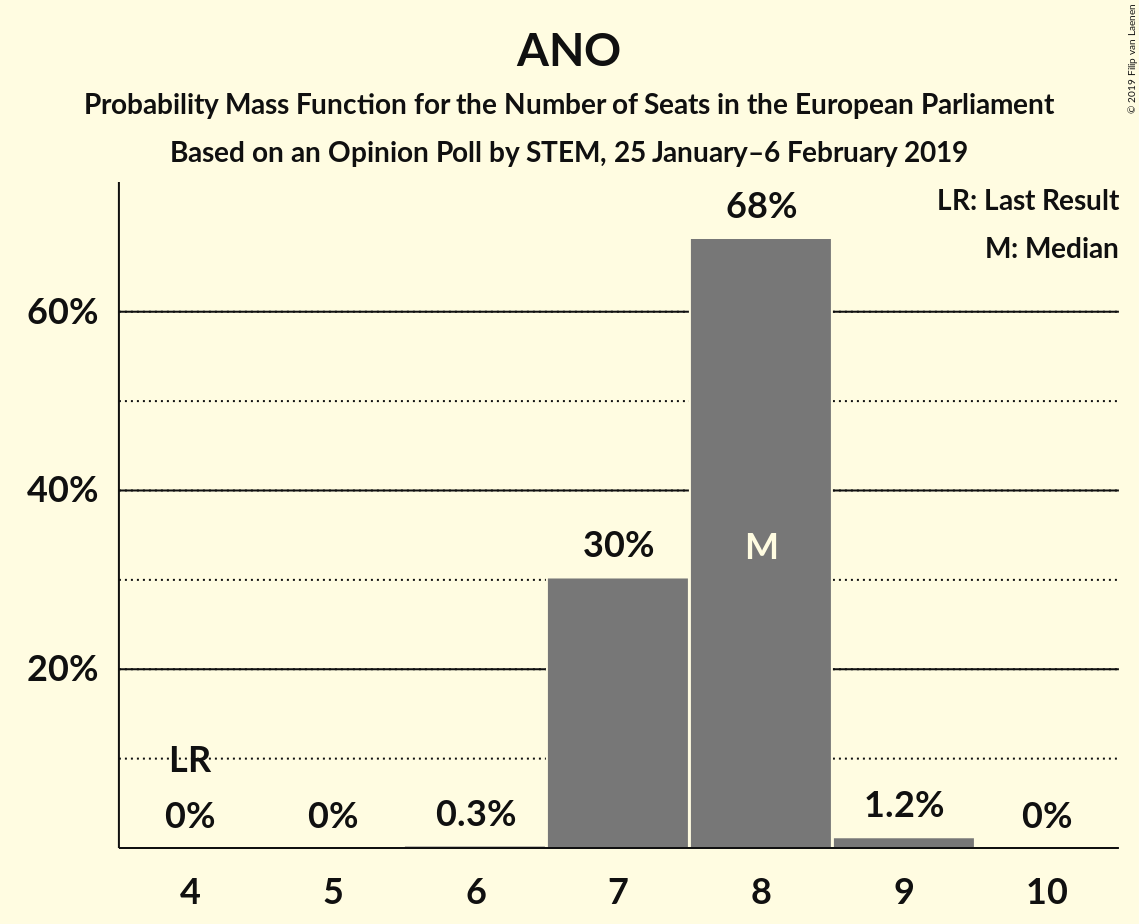 ANO
Probability Mass Function for the Number of Seats in the European Parliament
Based on an Opinion Poll by STEM, 25 January–6 February 2019
© 2019 Filip van Laenen
LR: Last Result
M: Median
68%
60%
40%
30%
M
20%
LR
0%
0%
0.3%
1.2%
0%
4 5 6 7 8 9 10